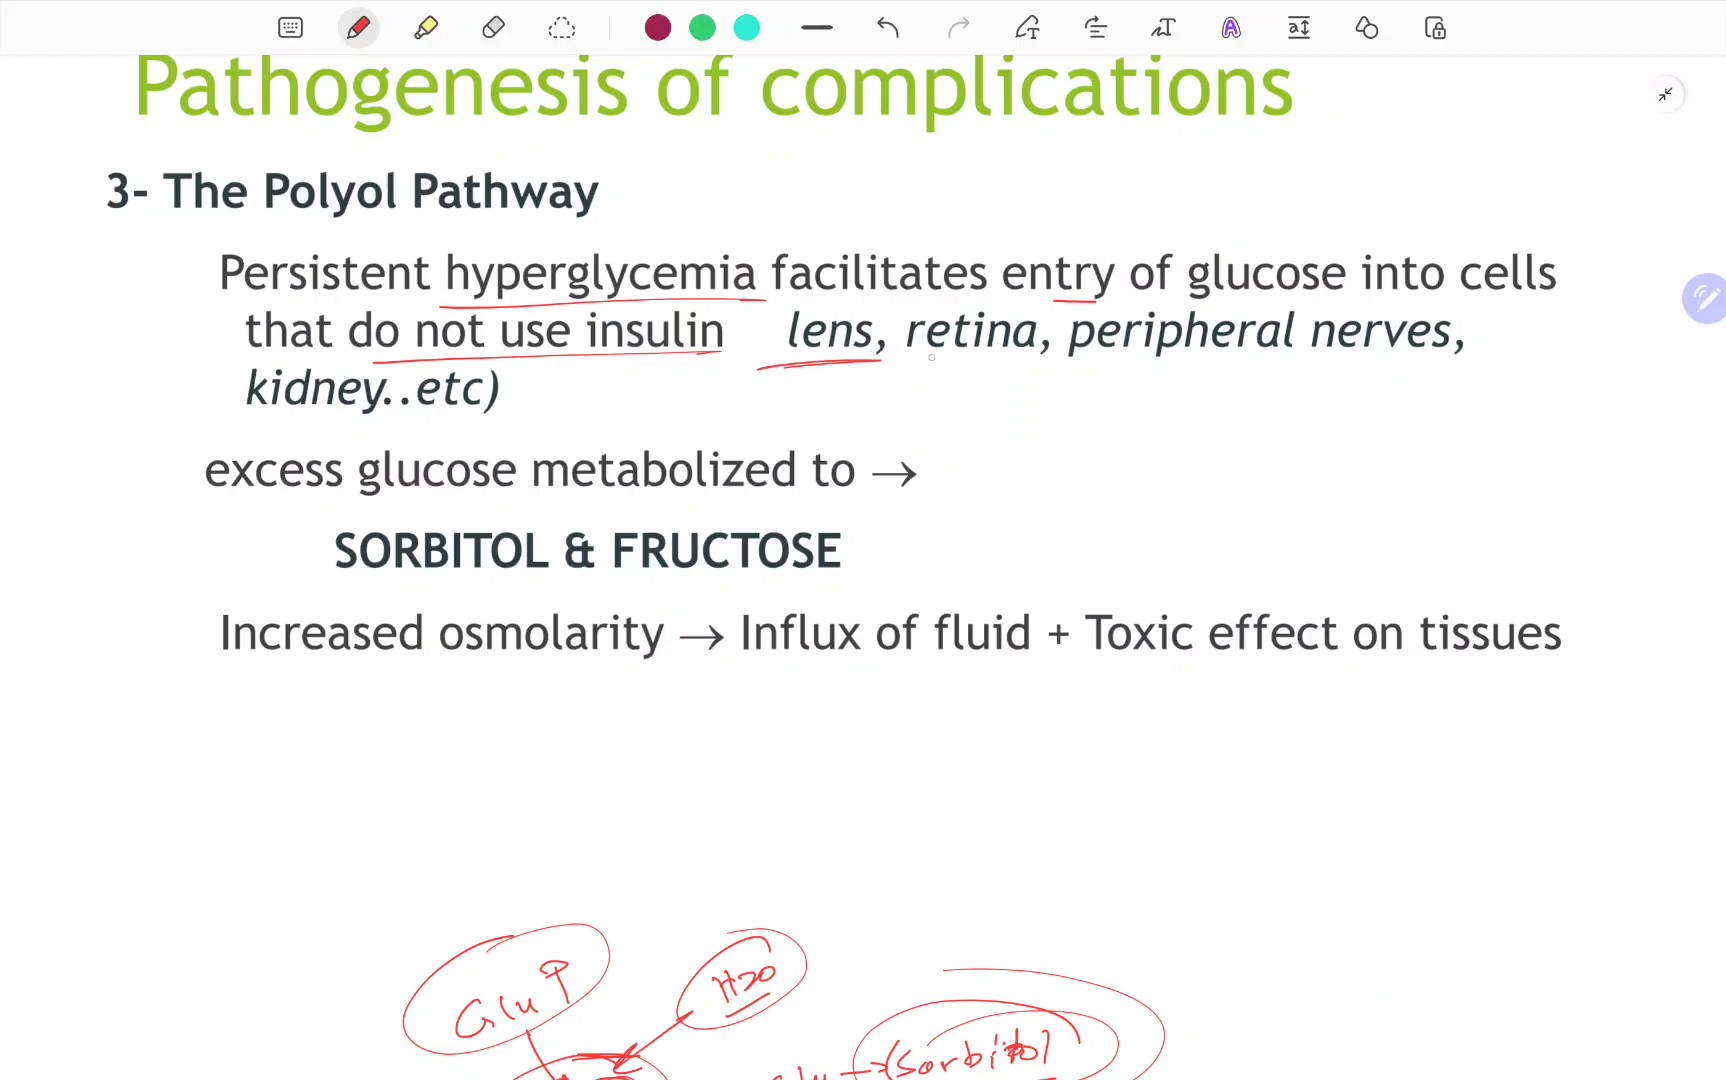 Pathogenesis of complications
3- The Polyol Pathway
Persistent hyperglycemia facilitates entry of glucose into cells
that do not use insulin lens, retina, peripheral nerves,
kidney..etc)
excess glucose metabolized to →
SORBITOL & FRUCTOSE
Increased osmolarity → Influx of fluid + Toxic effect on tissues
Glu ↑
H2O
→ (Sorbitol)